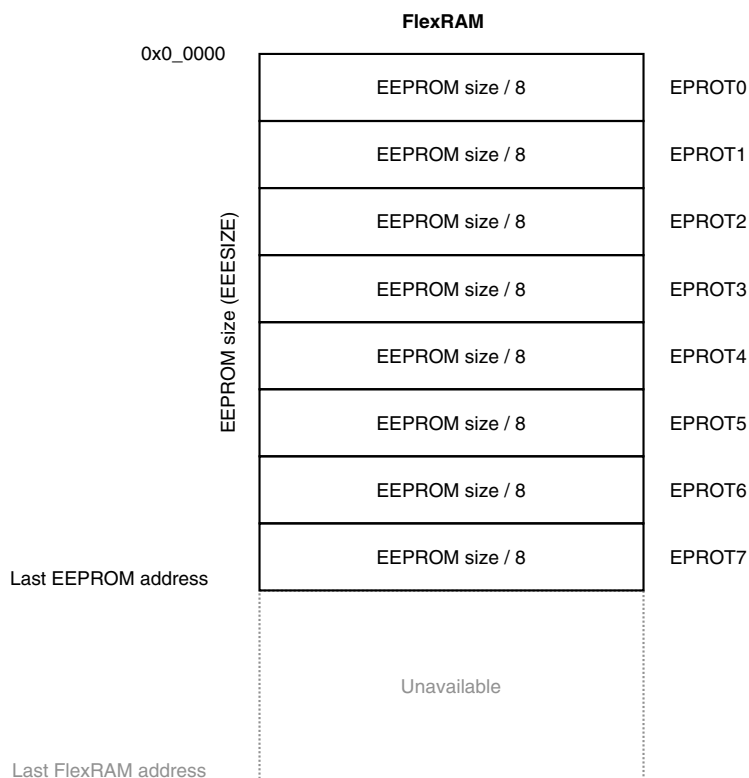 FlexRAM
0x0_0000
EEPROM size / 8 EPROT0
EEPROM size / 8 EPROT1
EEPROM size / 8 EPROT2
EEPROM size / 8 EPROT3
EEPROM size / 8 EPROT4
EEPROM size / 8 EPROT5
EEPROM size / 8 EPROT6
EEPROM size / 8 EPROT7
EEPROM size (EEESIZE)
Last EEPROM address
Unavailable
Last FlexRAM address